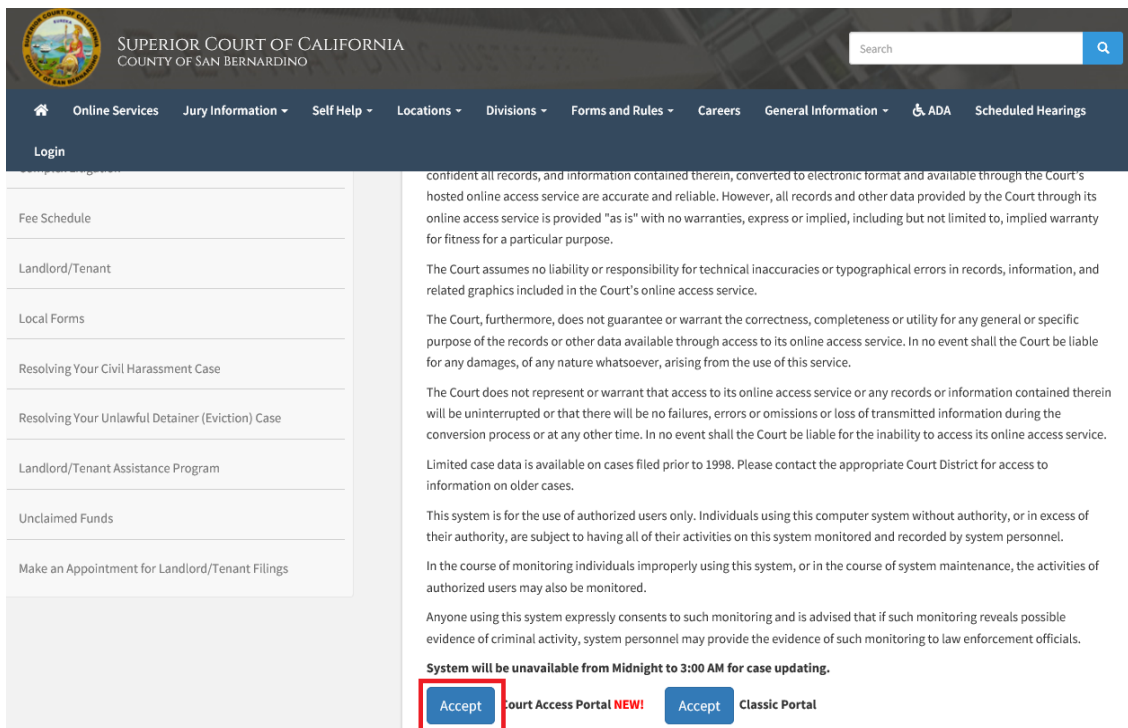 SUPERIOR COURT OF CALIFORNIA
COUNTY OF SAN BERNARDINO
Search
Online Services Jury Information Self Help Locations Divisions Forms and Rules Careers General Information ADA Scheduled Hearings
Login
Fee Schedule
Landlord/Tenant
Local Forms
Resolving Your Civil Harassment Case
Resolving Your Unlawful Detainer (Eviction) Case
Landlord/Tenant Assistance Program
Unclaimed Funds
Make an Appointment for Landlord/Tenant Filings
confident all records, and information contained therein, converted to electronic format and available through the Court's
hosted online access service are accurate and reliable. However, all records and other data provided by the Court through its
online access service is provided "as is" with no warranties, express or implied, including but not limited to, implied warranty
for fitness for a particular purpose.
The Court assumes no liability or responsibility for technical inaccuracies or typographical errors in records, information, and
related graphics included in the Court's online access service.
The Court, furthermore, does not guarantee or warrant the correctness, completeness or utility for any general or specific
purpose of the records or other data available through access to its online access service. In no event shall the Court be liable
for any damages, of any nature whatsoever, arising from the use of this service.
The Court does not represent or warrant that access to its online access service or any records or information contained therein
will be uninterrupted or that there will be no failures, errors or omissions or loss of transmitted information during the
conversion process or at any other time. In no event shall the Court be liable for the inability to access its online access service.
Limited case data is available on cases filed prior to 1998. Please contact the appropriate Court District for access to
information on older cases.
This system is for the use of authorized users only. Individuals using this computer system without authority, or in excess of
their authority, are subject to having all of their activities on this system monitored and recorded by system personnel.
In the course of monitoring individuals improperly using this system, or in the course of system maintenance, the activities of
authorized users may also be monitored.
Anyone using this system expressly consents to such monitoring and is advised that if such monitoring reveals possible
evidence of criminal activity, system personnel may provide the evidence of such monitoring to law enforcement officials.
System will be unavailable from Midnight to 3:00 AM for case updating.
Accept Court Access Portal NEW! Accept Classic Portal